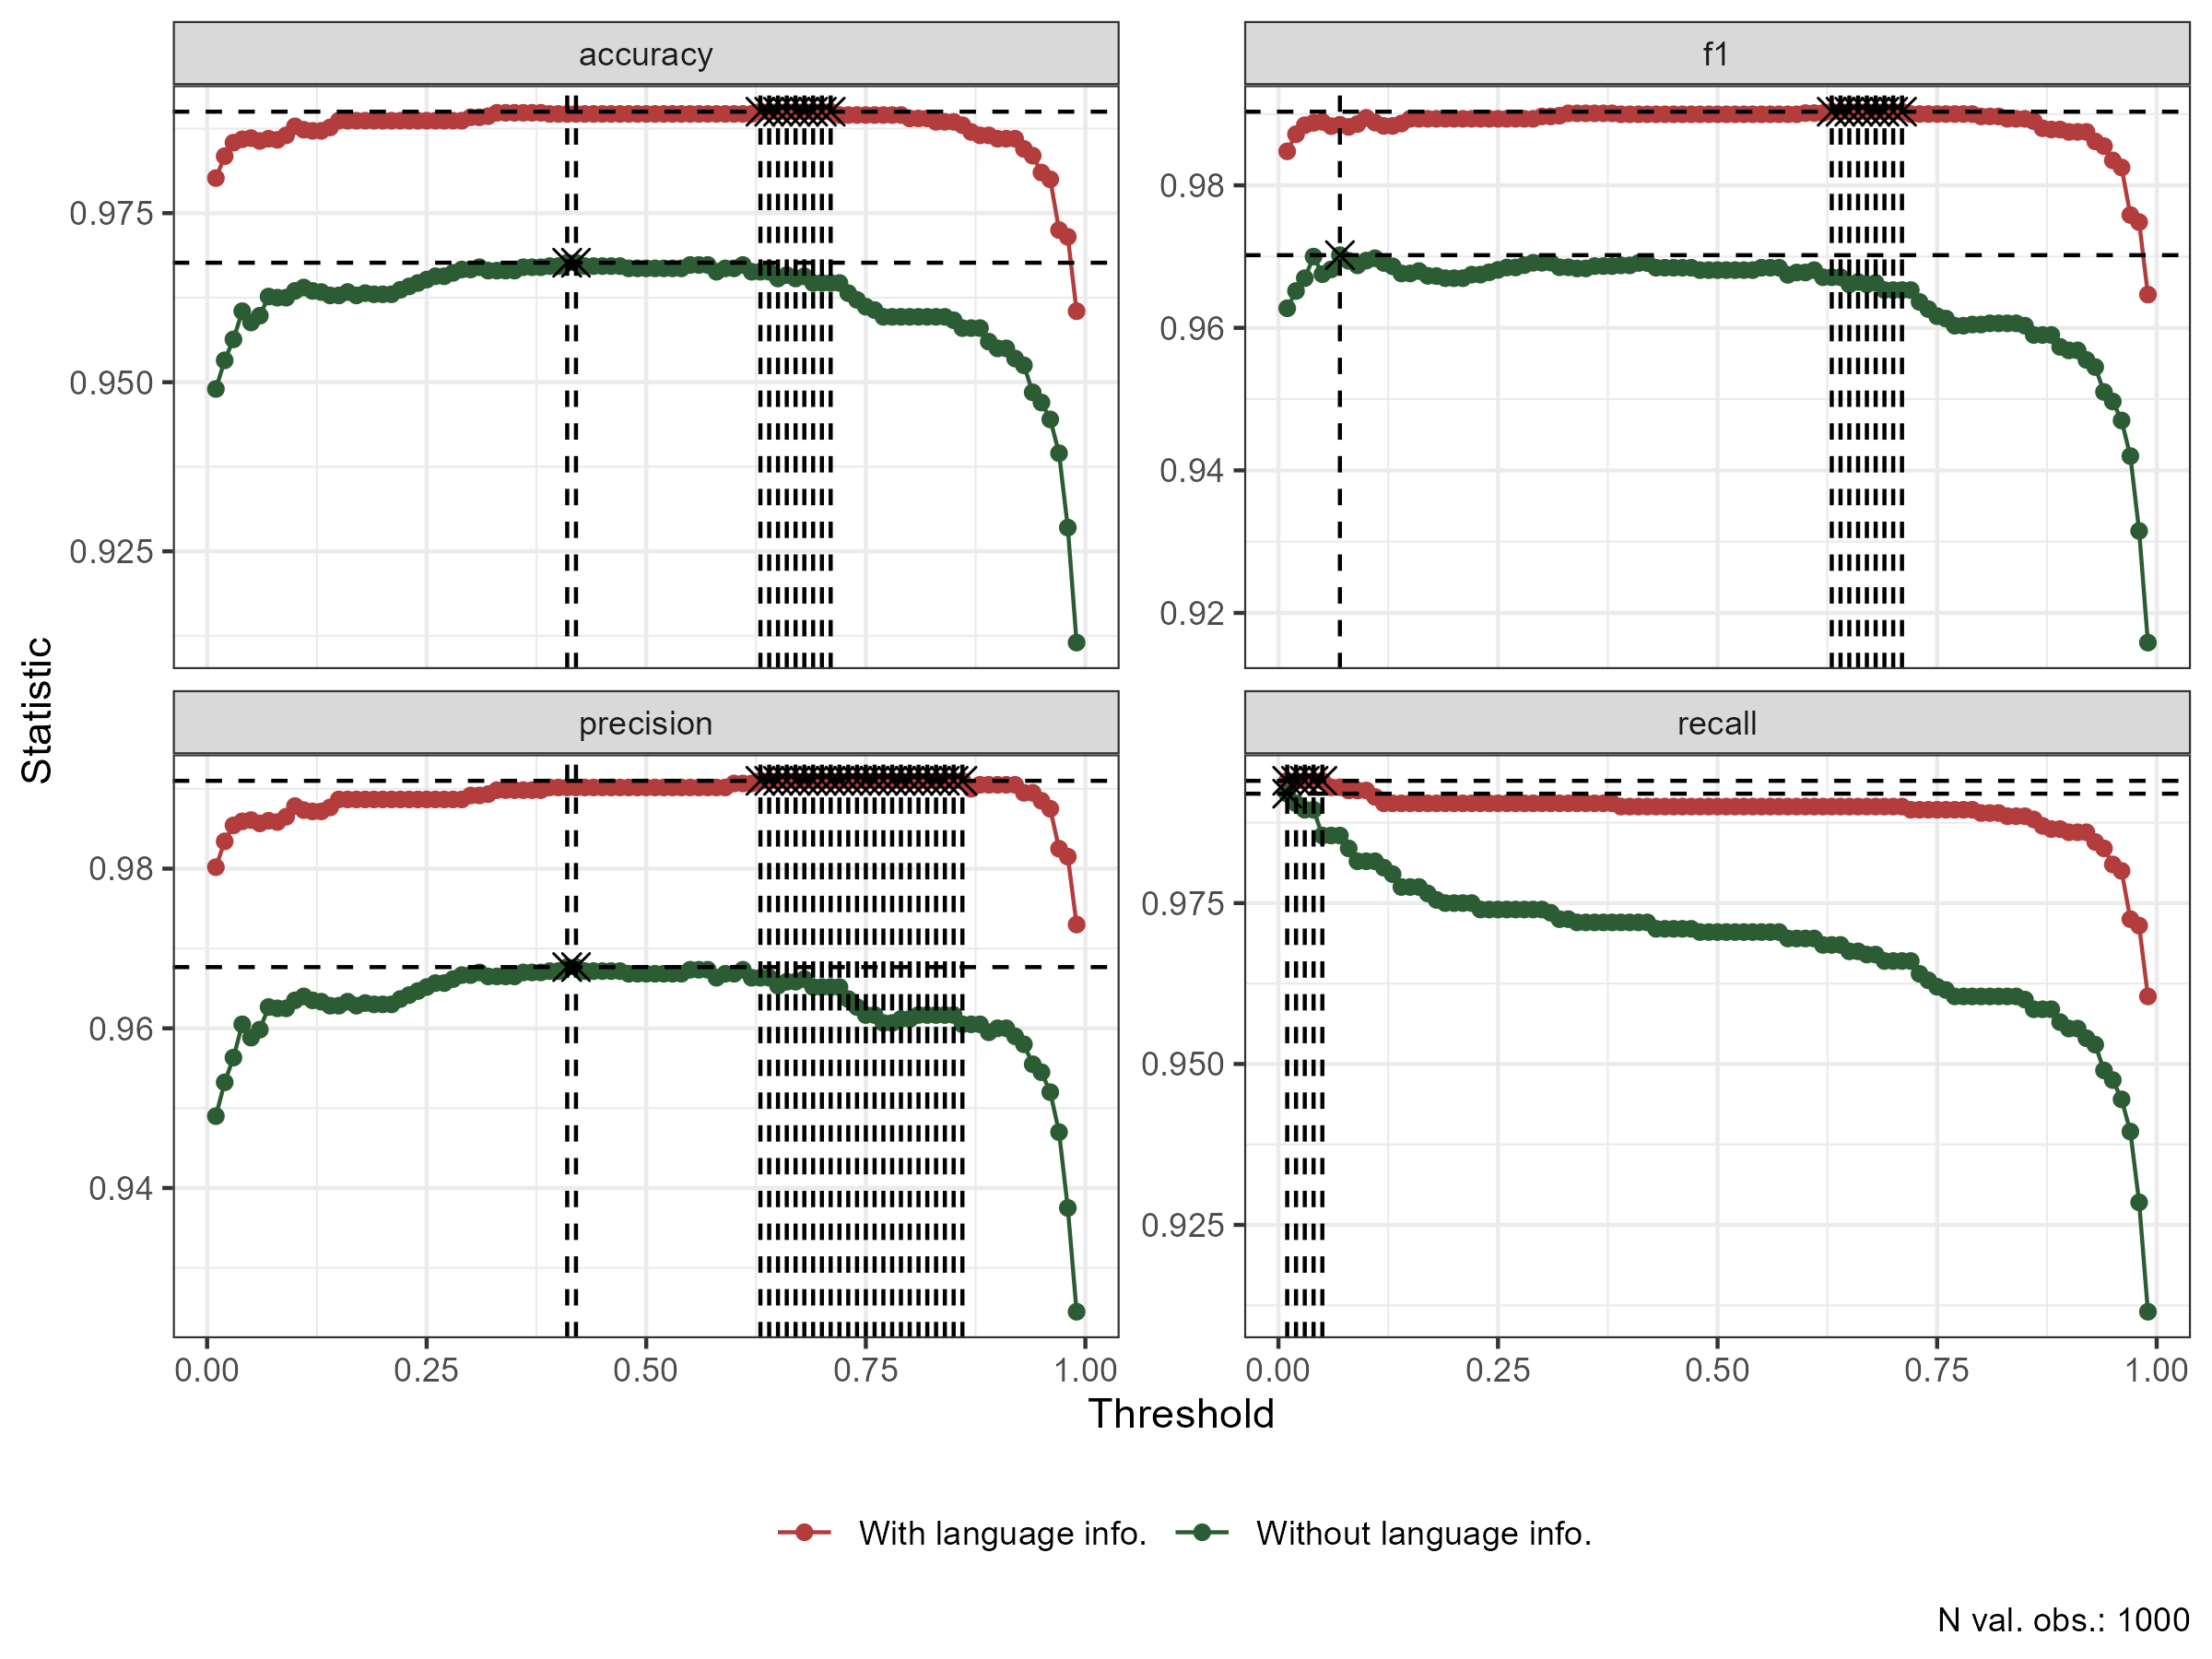 accuracy
f1
0.975
0.950
0.925
0.98
0.96
0.94
0.92
Statistic
precision
recall
0.98
0.96
0.94
0.975
0.950
0.925
0.00 0.25 0.50 0.75 1.00
0.00 0.25 0.50 0.75 1.00
Threshold
With language info. Without language info.
N val. obs.: 1000